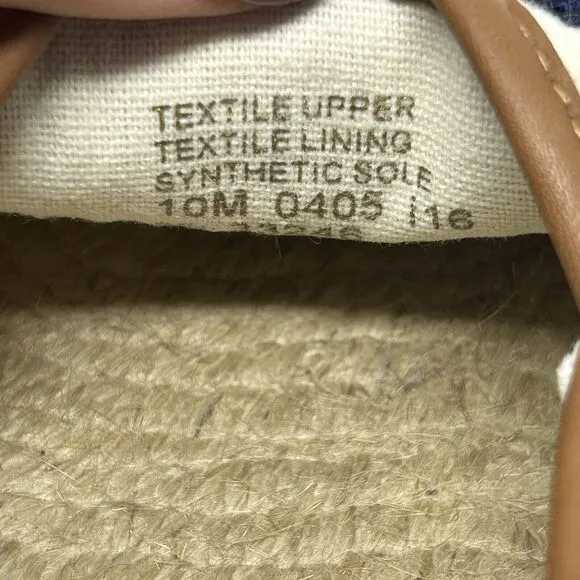 TEXTILE UPPER
TEXTILE LINING
SYNTHETIC SOLE
10M 0405 i16